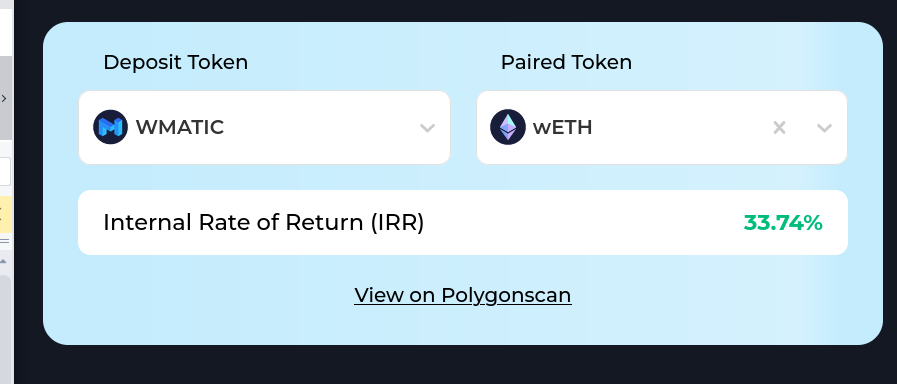 Deposit Token
Paired Token
WMATIC
wETH
Internal Rate of Return (IRR)
33.74%
View on Polygonscan